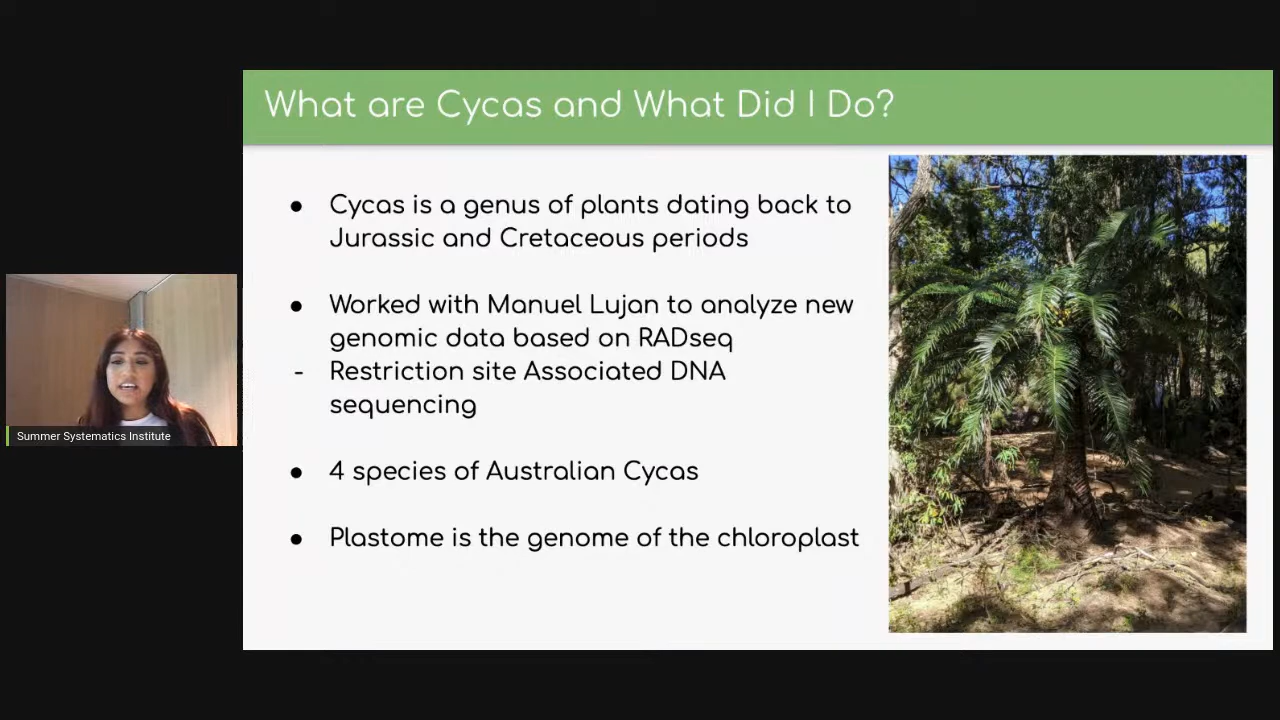 What are Cycas and What Did I Do?
● Cycas is a genus of plants dating back to
Jurassic and Cretaceous periods
● Worked with Manuel Lujan to analyze new
genomic data based on RADseq
- Restriction site Associated DNA
sequencing
● 4 species of Australian Cycas
● Plastome is the genome of the chloroplast
Summer Systematics Institute